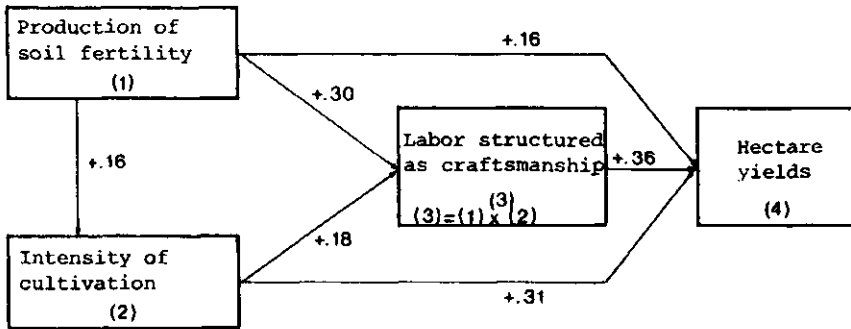 Production of
soil fertility
(1)
+.16
+.30
+.16
Labor structured
as craftsmanship
(3)
(3)=(1)x(2)
+.36
Hectare
yields
(4)
Intensity of
cultivation
(2)
+.18
+.31